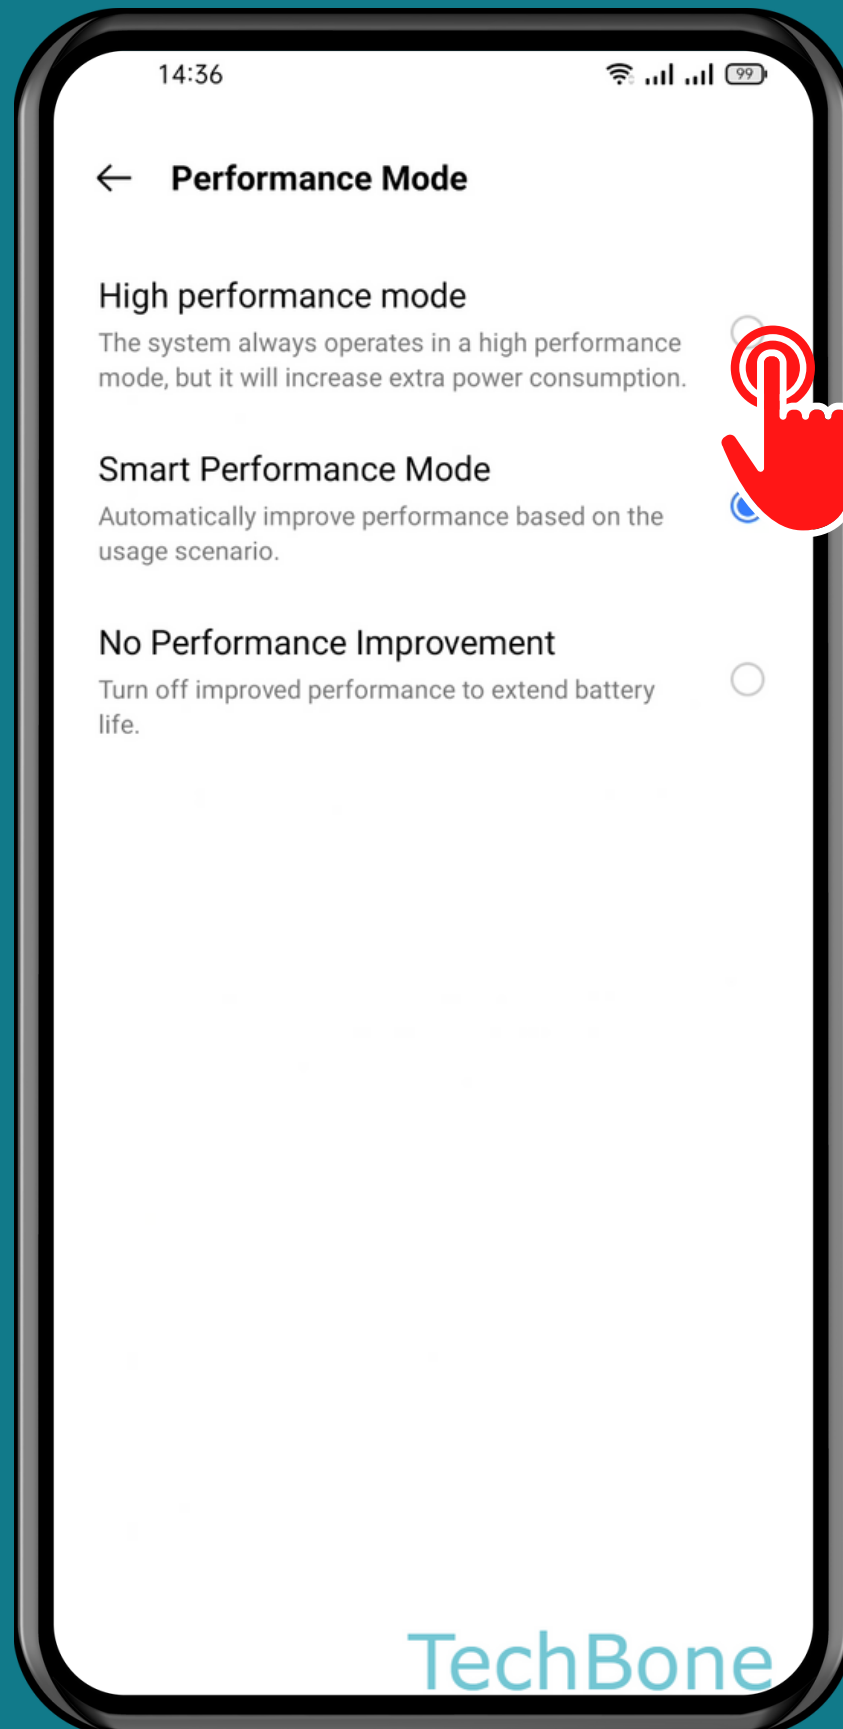 14:36
99
Performance Mode
High performance mode
The system always operates in a high performance
mode, but it will increase extra power consumption.
Smart Performance Mode
Automatically improve performance based on the
usage scenario.
No Performance Improvement
Turn off improved performance to extend battery
life.
TechBone